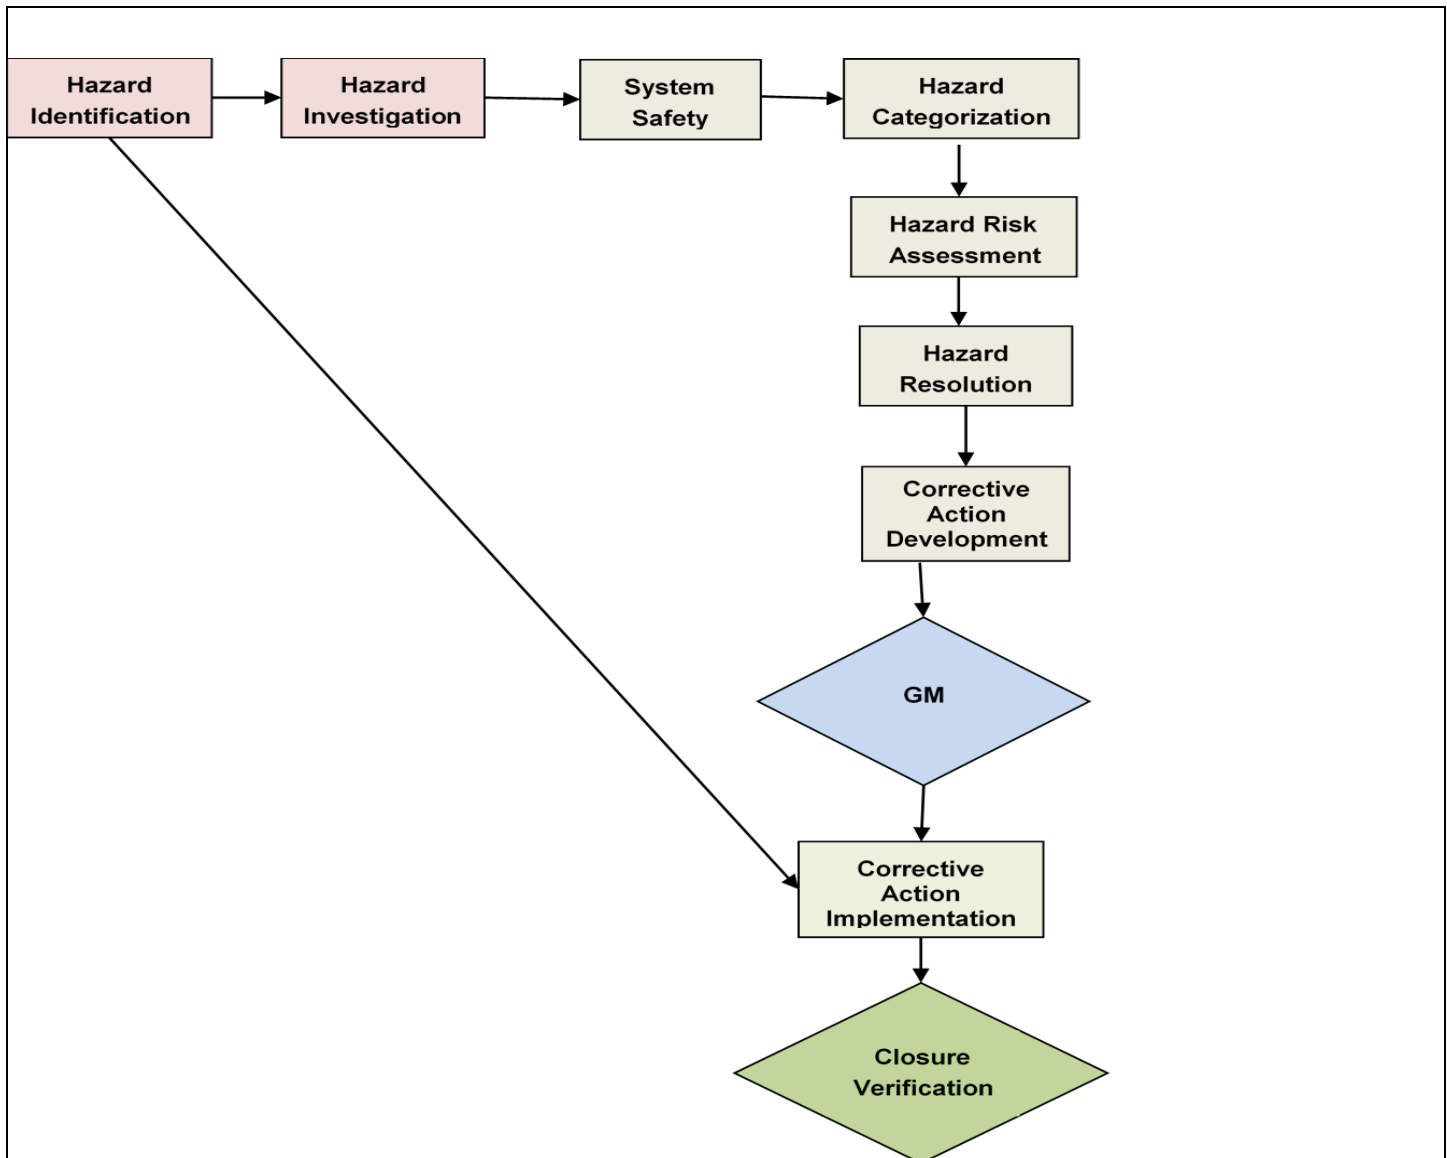 Hazard
Identification
Hazard
Investigation
System
Safety
Hazard
Categorization
Hazard Risk
Assessment
Hazard
Resolution
Corrective
Action
Development
GM
Corrective
Action
Implementation
Closure
Verification